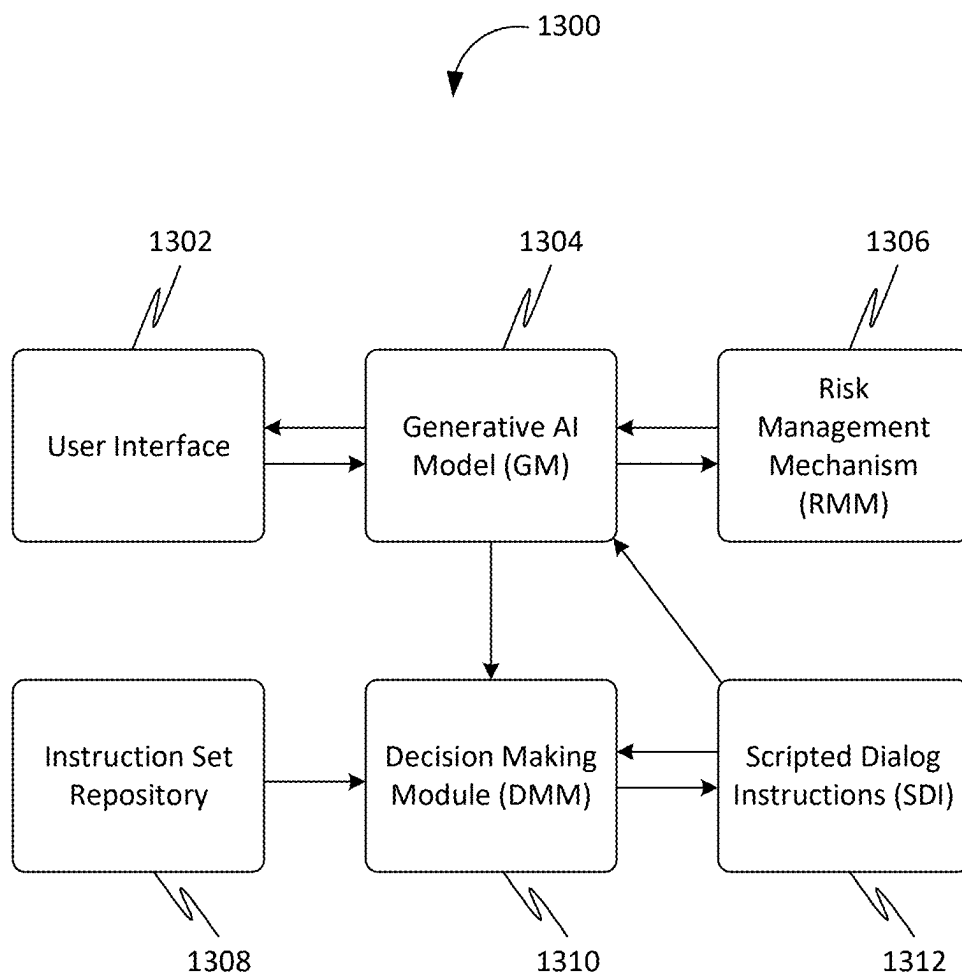 1300
1302
1304
1306
User Interface
Generative AI
Model (GM)
Risk
Management
Mechanism
(RMM)
Instruction Set
Repository
Decision Making
Module (DMM)
Scripted Dialog
Instructions (SDI)
1308
1310
1312